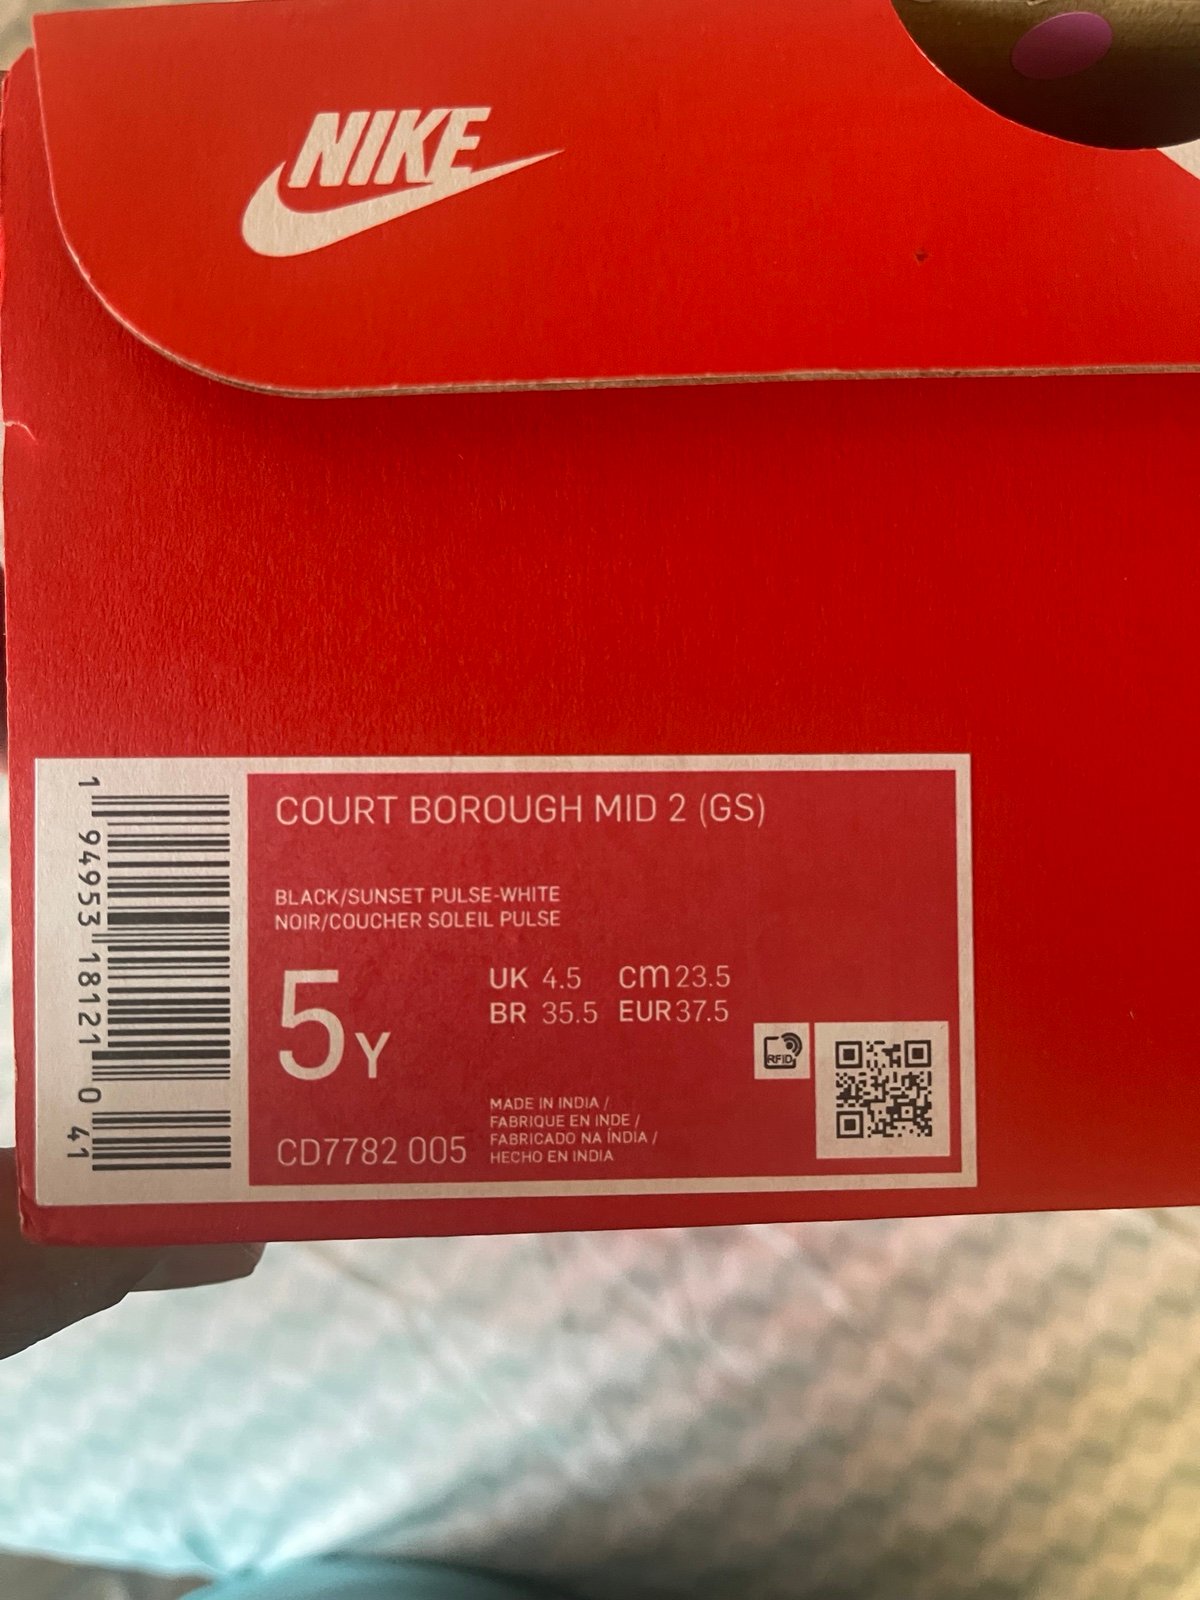 NIKE
COURT BOROUGH MID 2 (GS)
BLACK/SUNSET PULSE-WHITE
NOIR/COUCHER SOLEIL PULSE
5Y
UK 4.5 cm 23.5
BR 35.5 EUR 37.5
RFID
MADE IN INDIA /
FABRIQUE EN INDE /
FABRICADO NA ÍNDIA /
HECHO EN INDIA
CD7782 005
1 94953 18121 0 41